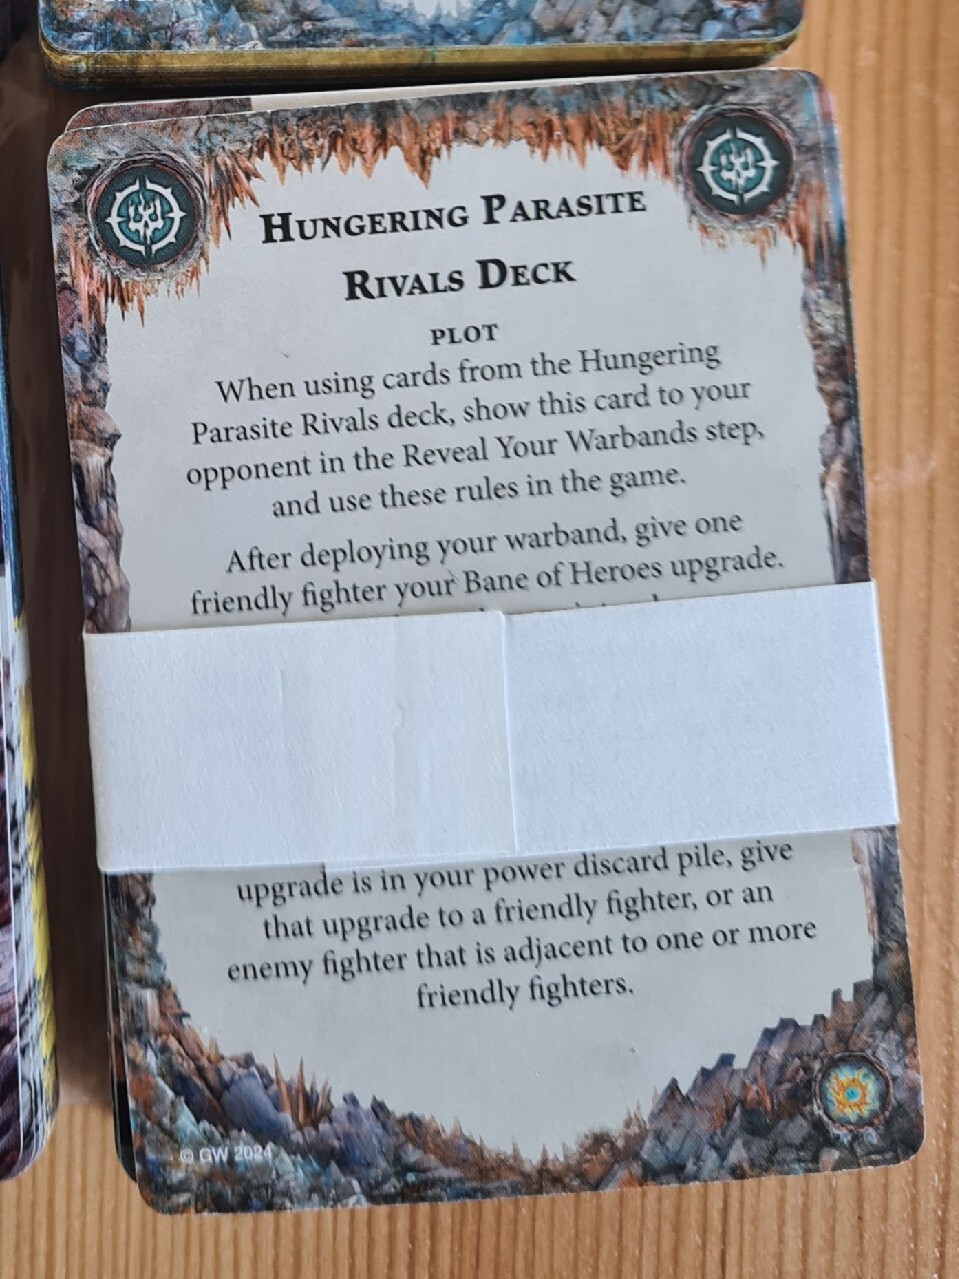 HUNGERING PARASITE
RIVALS DECK
PLOT
When using cards from the Hungering
Parasite Rivals deck, show this card to your
opponent in the Reveal Your Warbands step,
and use these rules in the game.
After deploying your warband, give one
friendly fighter your Bane of Heroes upgrade.
upgrade is in your power discard pile, give
that upgrade to a friendly fighter, or an
enemy fighter that is adjacent to one or more
friendly fighters.
© GW 2024